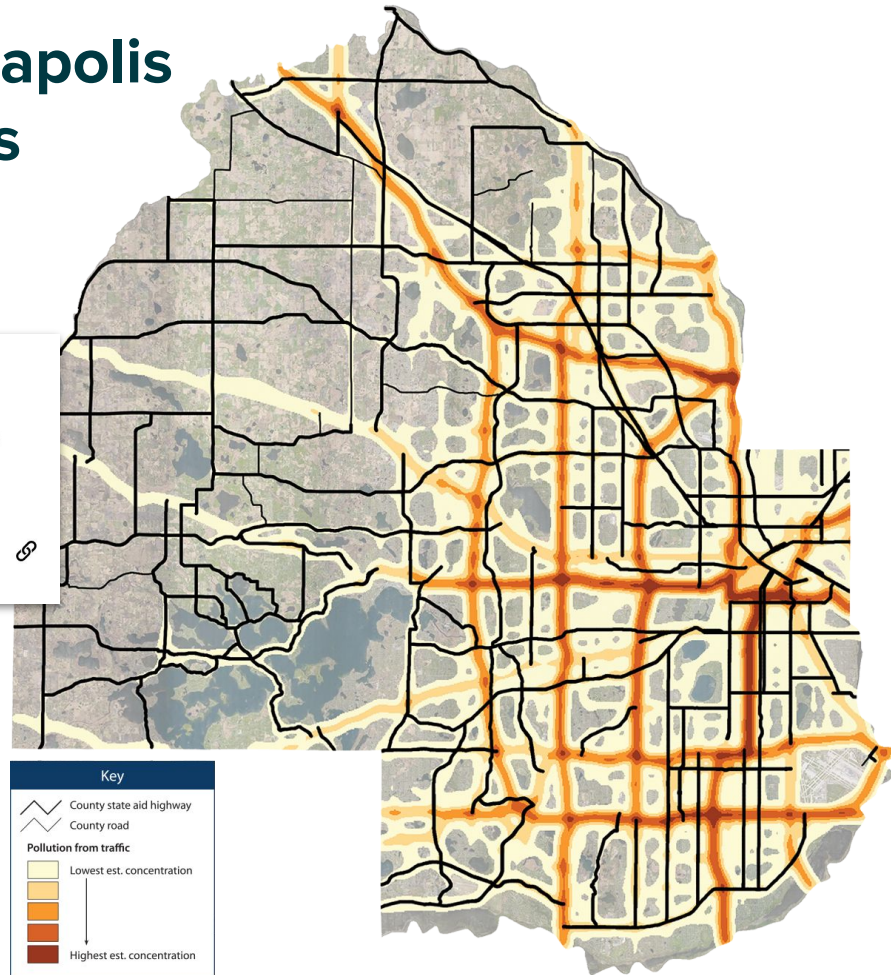 apolis
s
Key
County state aid highway
County road
Pollution from traffic
Lowest est. concentration
Highest est. concentration